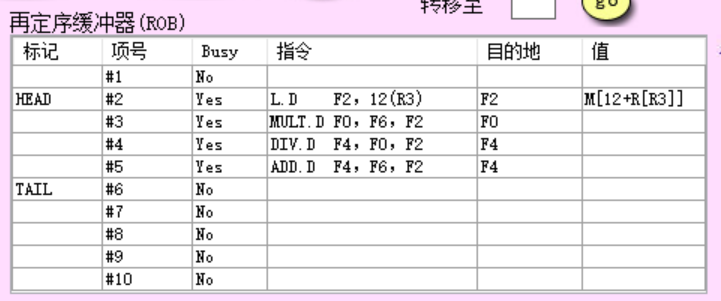 转移至 go
再定序缓冲器(ROB)
标记 项号 Busy 指令 目的地 值
#1 No
HEAD #2 Yes L.D F2, 12(R3) F2 M[12+R[R3]]
#3 Yes MULT.D F0, F6, F2 F0
#4 Yes DIV.D F4, F0, F2 F4
#5 Yes ADD.D F4, F6, F2 F4
TAIL #6 No
#7 No
#8 No
#9 No
#10 No